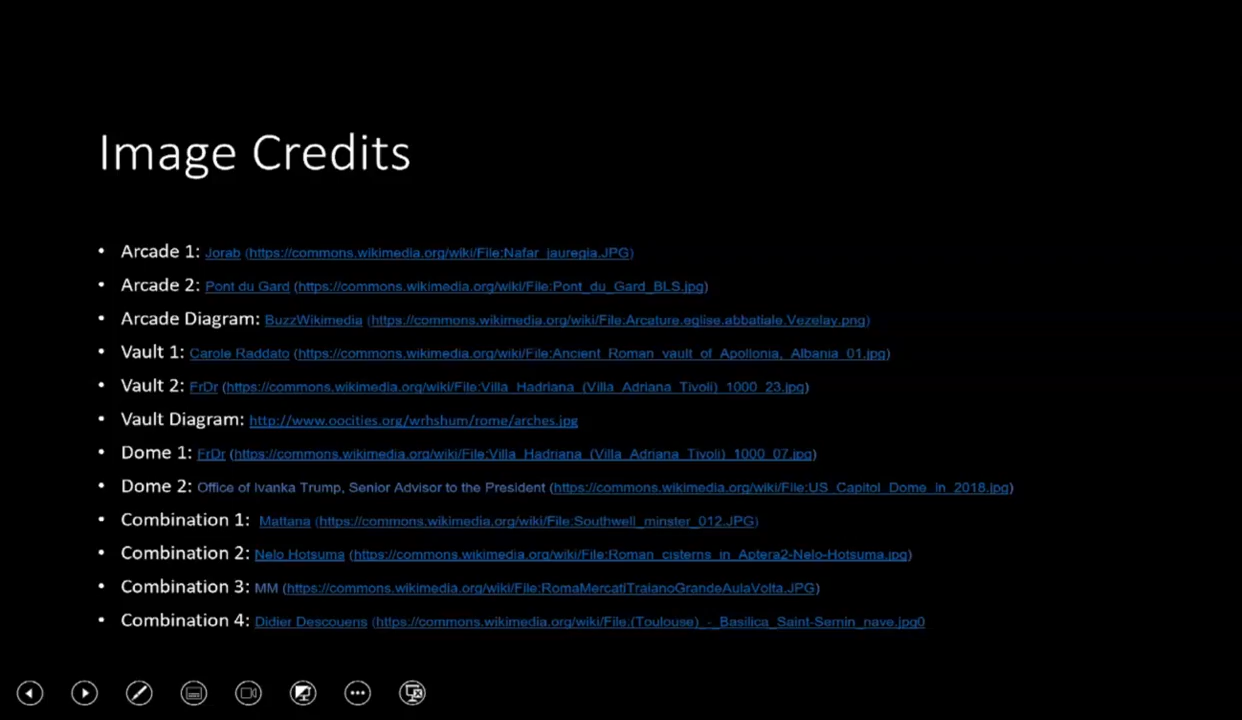 Image Credits
• Arcade 1: Jorab (https://commons.wikimedia.org/wiki/File:Nafar_jauregia.JPG)
• Arcade 2: Pont du Gard (https://commons.wikimedia.org/wiki/File:Pont_du_Gard_BLS.jpg)
• Arcade Diagram: BuzzWikimedia (https://commons.wikimedia.org/wiki/File:Arcature.eglise.abbatiale.Vezelay.png)
• Vault 1: Carole Raddato (https://commons.wikimedia.org/wiki/File:Ancient_Roman_vault_of_Apollonia,_Albania_01.jpg)
• Vault 2: FrDr (https://commons.wikimedia.org/wiki/File:Villa_Hadriana_(Villa_Adriana_Tivoli)_1000_23.jpg)
• Vault Diagram: http://www.oocities.org/wrhshum/rome/arches.jpg
• Dome 1: FrDr (https://commons.wikimedia.org/wiki/File:Villa_Hadriana_(Villa_Adriana_Tivoli)_1000_07.jpg)
• Dome 2: Office of Ivanka Trump, Senior Advisor to the President (https://commons.wikimedia.org/wiki/File:US_Capitol_Dome_in_2018.jpg)
• Combination 1: Mattana (https://commons.wikimedia.org/wiki/File:Southwell_minster_012.JPG)
• Combination 2: Nelo Hotsuma (https://commons.wikimedia.org/wiki/File:Roman_cisterns_in_Aptera2-Nelo-Hotsuma.jpg)
• Combination 3: MM (https://commons.wikimedia.org/wiki/File:RomaMercatiTraianoGrandeAulaVolta.JPG)
• Combination 4: Didier Descouens (https://commons.wikimedia.org/wiki/File:(Toulouse)_-_Basilica_Saint-Sernin_nave.jpg0